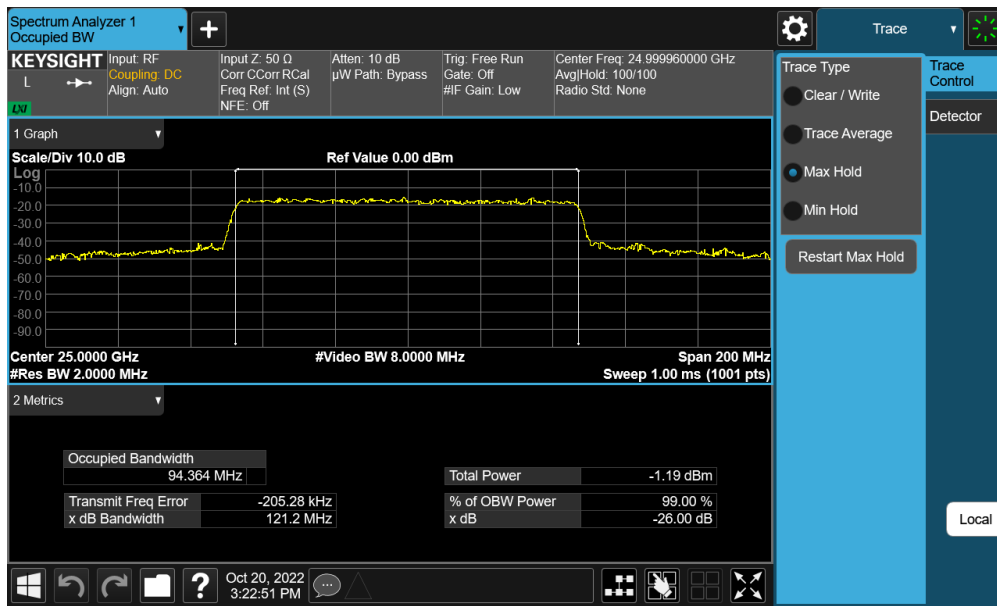 Spectrum Analyzer 1
Occupied BW
+
Trace
KEYSIGHT
L
LXI
Input: RF
Coupling: DC
Align: Auto
Input Z: 50 Ω
Corr CCorr RCal
Freq Ref: Int (S)
NFE: Off
Atten: 10 dB
µW Path: Bypass
Trig: Free Run
Gate: Off
#IF Gain: Low
Center Freq: 24.999960000 GHz
Avg|Hold: 100/100
Radio Std: None
Trace Type
Clear / Write
Trace Average
Max Hold
Min Hold
Restart Max Hold
Trace
Control
Detector
1 Graph
Scale/Div 10.0 dB
Ref Value 0.00 dBm
Log
-10.0
-20.0
-30.0
-40.0
-50.0
-60.0
-70.0
-80.0
-90.0
Center 25.0000 GHz
#Video BW 8.0000 MHz
Span 200 MHz
#Res BW 2.0000 MHz
Sweep 1.00 ms (1001 pts)
2 Metrics
Occupied Bandwidth
94.364 MHz
Total Power -1.19 dBm
Transmit Freq Error -205.28 kHz
% of OBW Power 99.00 %
x dB Bandwidth 121.2 MHz
x dB -26.00 dB
Local
?
Oct 20, 2022
3:22:51 PM